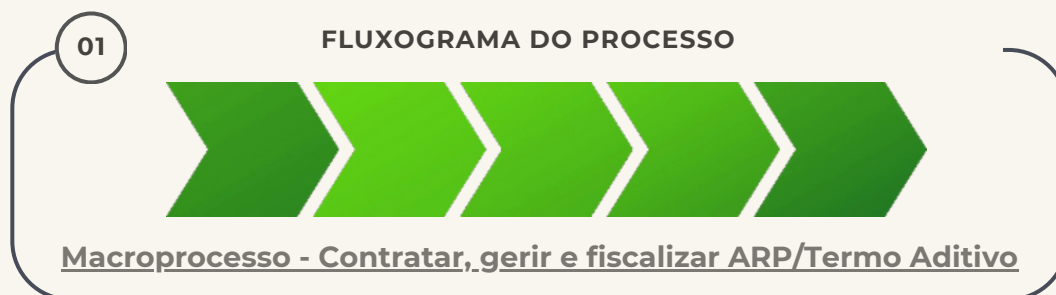 01
FLUXOGRAMA DO PROCESSO
Macroprocesso - Contratar, gerir e fiscalizar ARP/Termo Aditivo